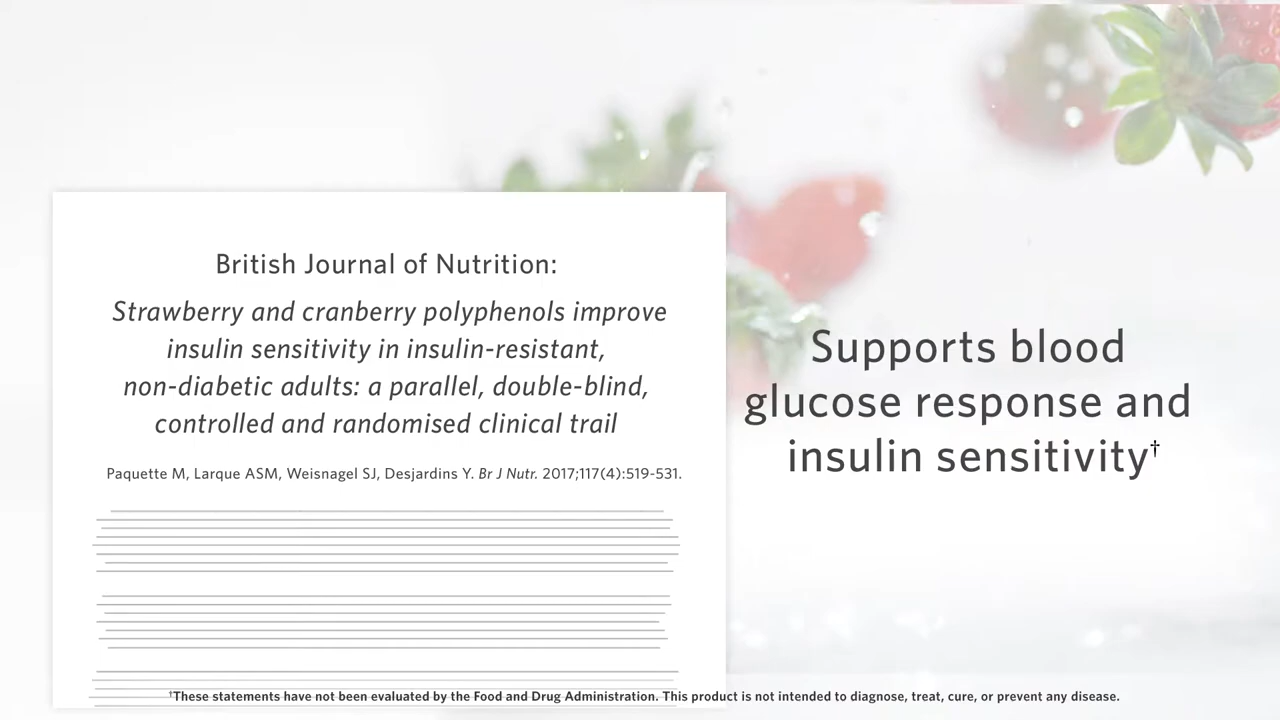 British Journal of Nutrition:
Strawberry and cranberry polyphenols improve
insulin sensitivity in insulin-resistant,
non-diabetic adults: a parallel, double-blind,
controlled and randomised clinical trail
Paquette M, Larque ASM, Weisnagel SJ, Desjardins Y. Br J Nutr. 2017;117(4):519-531.
Supports blood
glucose response and
insulin sensitivity†
†These statements have not been evaluated by the Food and Drug Administration. This product is not intended to diagnose, treat, cure, or prevent any disease.